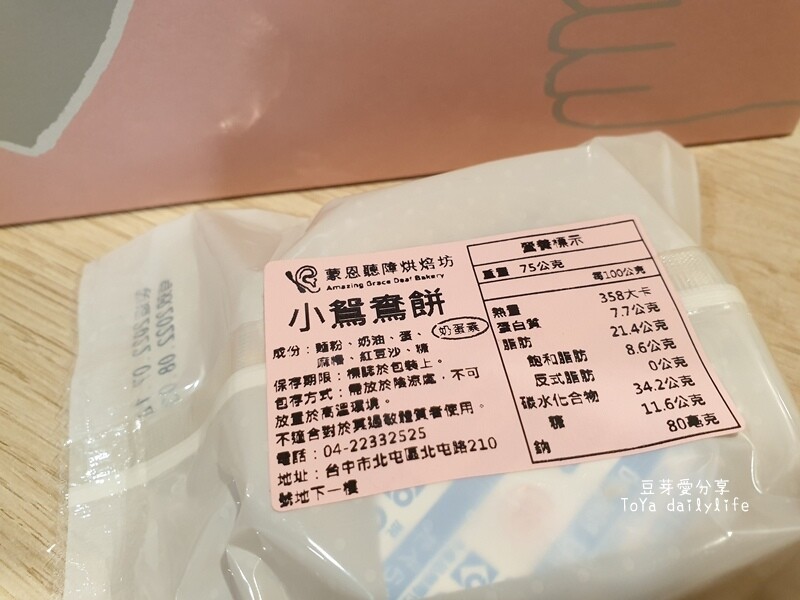 蒙恩聽障烘焙坊
Amazing Grace Deaf Bakery
小鴛鴦餅
奶蛋素
成份：麵粉、奶油、蛋、
麻糬、紅豆沙、糖
保存期限：標誌於包裝上。
包存方式：需放於陰涼處，不可
放置於高溫環境。
不適合對於其過敏體質者使用。
電話：04-22332525
地址：台中市北屯區北屯路210
號地下一樓
營養標示
重量 75公克
每100公克
熱量 358大卡
蛋白質 7.7公克
脂肪 21.4公克
飽和脂肪 8.6公克
反式脂肪 0公克
碳水化合物 34.2公克
糖 11.6公克
鈉 80毫克
豆芽愛分享
ToYa dailylife